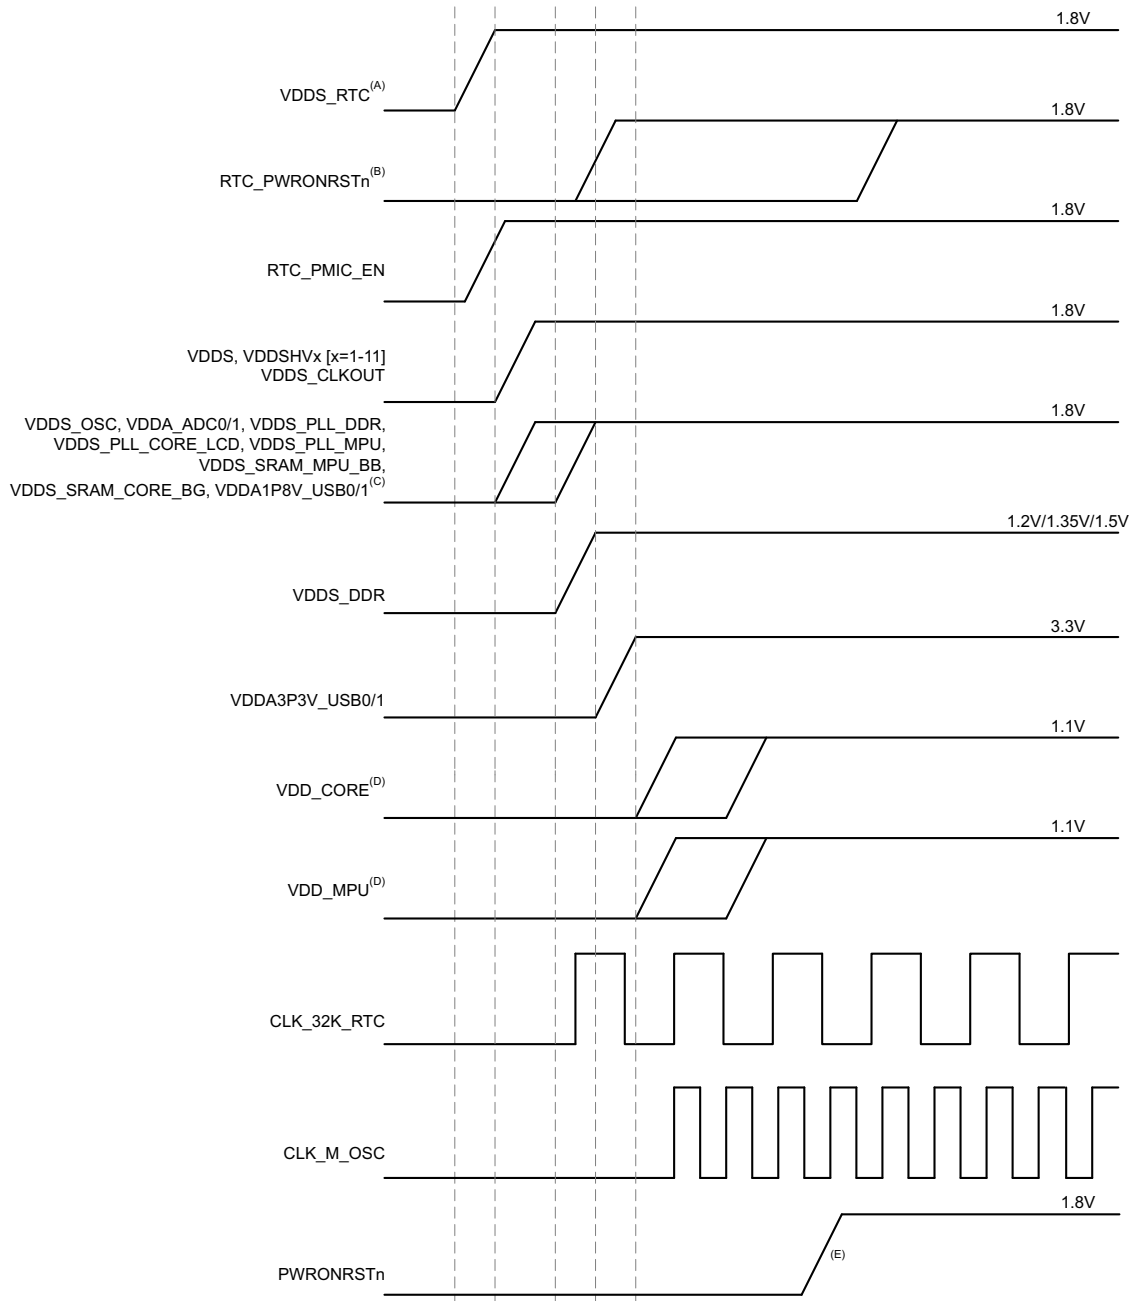 1.8V
VDDS_RTC(A)
1.8V
RTC_PWRONRSTn(B)
1.8V
RTC_PMIC_EN
1.8V
VDDS, VDDSHVx [x=1-11]
VDDS_CLKOUT
1.8V
VDDS_OSC, VDDA_ADC0/1, VDDS_PLL_DDR,
VDDS_PLL_CORE_LCD, VDDS_PLL_MPU,
VDDS_SRAM_MPU_BB,
VDDS_SRAM_CORE_BG, VDDA1P8V_USB0/1(C)
1.2V/1.35V/1.5V
VDDS_DDR
3.3V
VDDA3P3V_USB0/1
1.1V
VDD_CORE(D)
1.1V
VDD_MPU(D)
CLK_32K_RTC
CLK_M_OSC
1.8V
(E)
PWRONRSTn